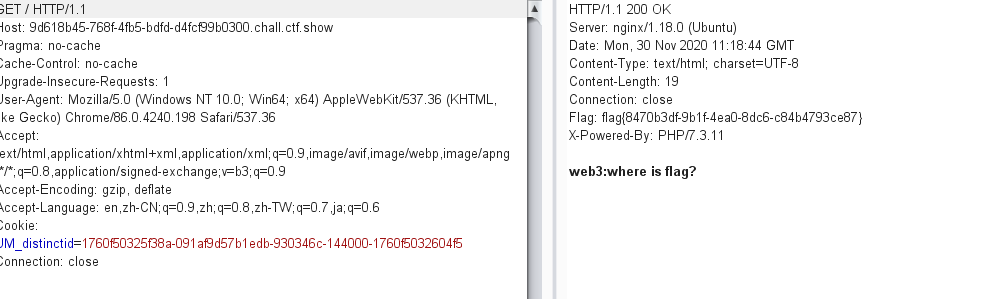 GET / HTTP/1.1
Host: 9d618b45-768f-4fb5-bdfd-d4fcf99b0300.chall.ctf.show
Pragma: no-cache
Cache-Control: no-cache
Upgrade-Insecure-Requests: 1
User-Agent: Mozilla/5.0 (Windows NT 10.0; Win64; x64) AppleWebKit/537.36 (KHTML,
ike Gecko) Chrome/86.0.4240.198 Safari/537.36
Accept:
ext/html,application/xhtml+xml,application/xml;q=0.9,image/avif,image/webp,image/apng
*/*;q=0.8,application/signed-exchange;v=b3;q=0.9
Accept-Encoding: gzip, deflate
Accept-Language: en,zh-CN;q=0.9,zh;q=0.8,zh-TW;q=0.7,ja;q=0.6
Cookie:
UM_distinctid=1760f50325f38a-091af9d57b1edb-930346c-144000-1760f5032604f5
Connection: close
HTTP/1.1 200 OK
Server: nginx/1.18.0 (Ubuntu)
Date: Mon, 30 Nov 2020 11:18:44 GMT
Content-Type: text/html; charset=UTF-8
Content-Length: 19
Connection: close
Flag: flag{8470b3df-9b1f-4ea0-8dc6-c84b4793ce87}
X-Powered-By: PHP/7.3.11
web3:where is flag?